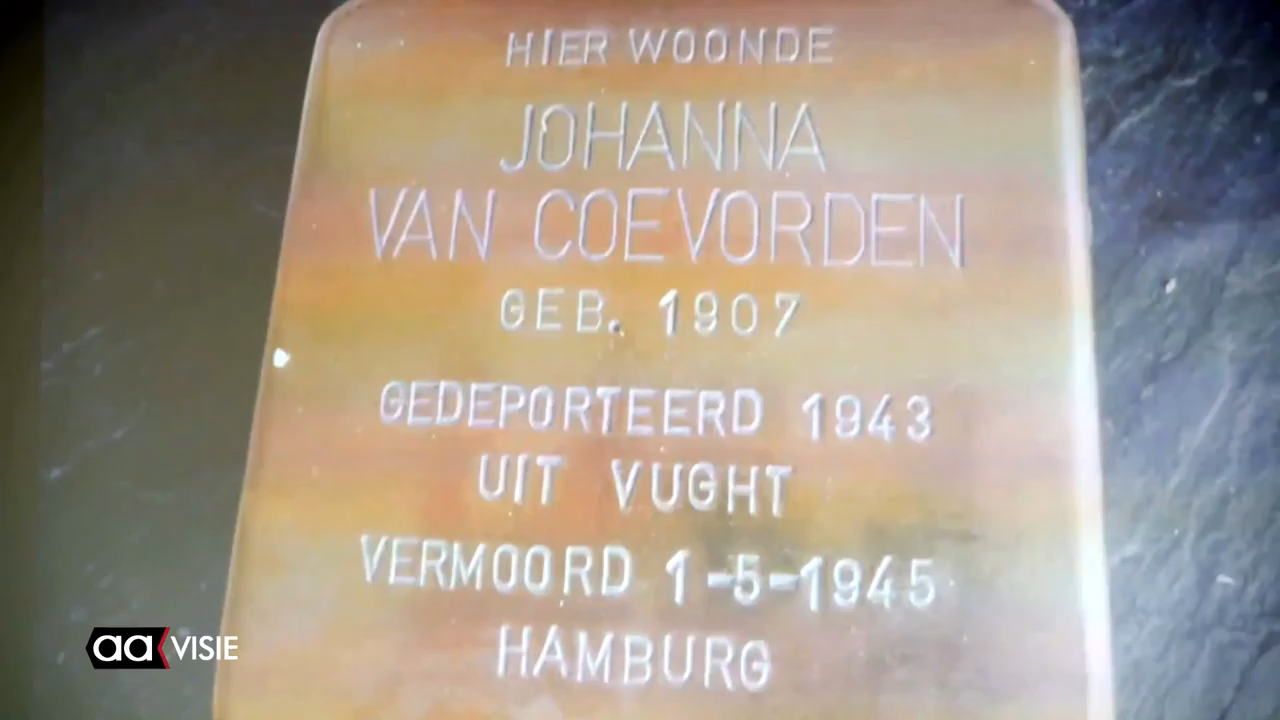 HIER WOONDE
JOHANNA
VAN COEVORDEN
GEB. 1907
GEDEPORTEERD 1943
UIT VUGHT
VERMOORD 1-5-1945
HAMBURG
aa VISIE